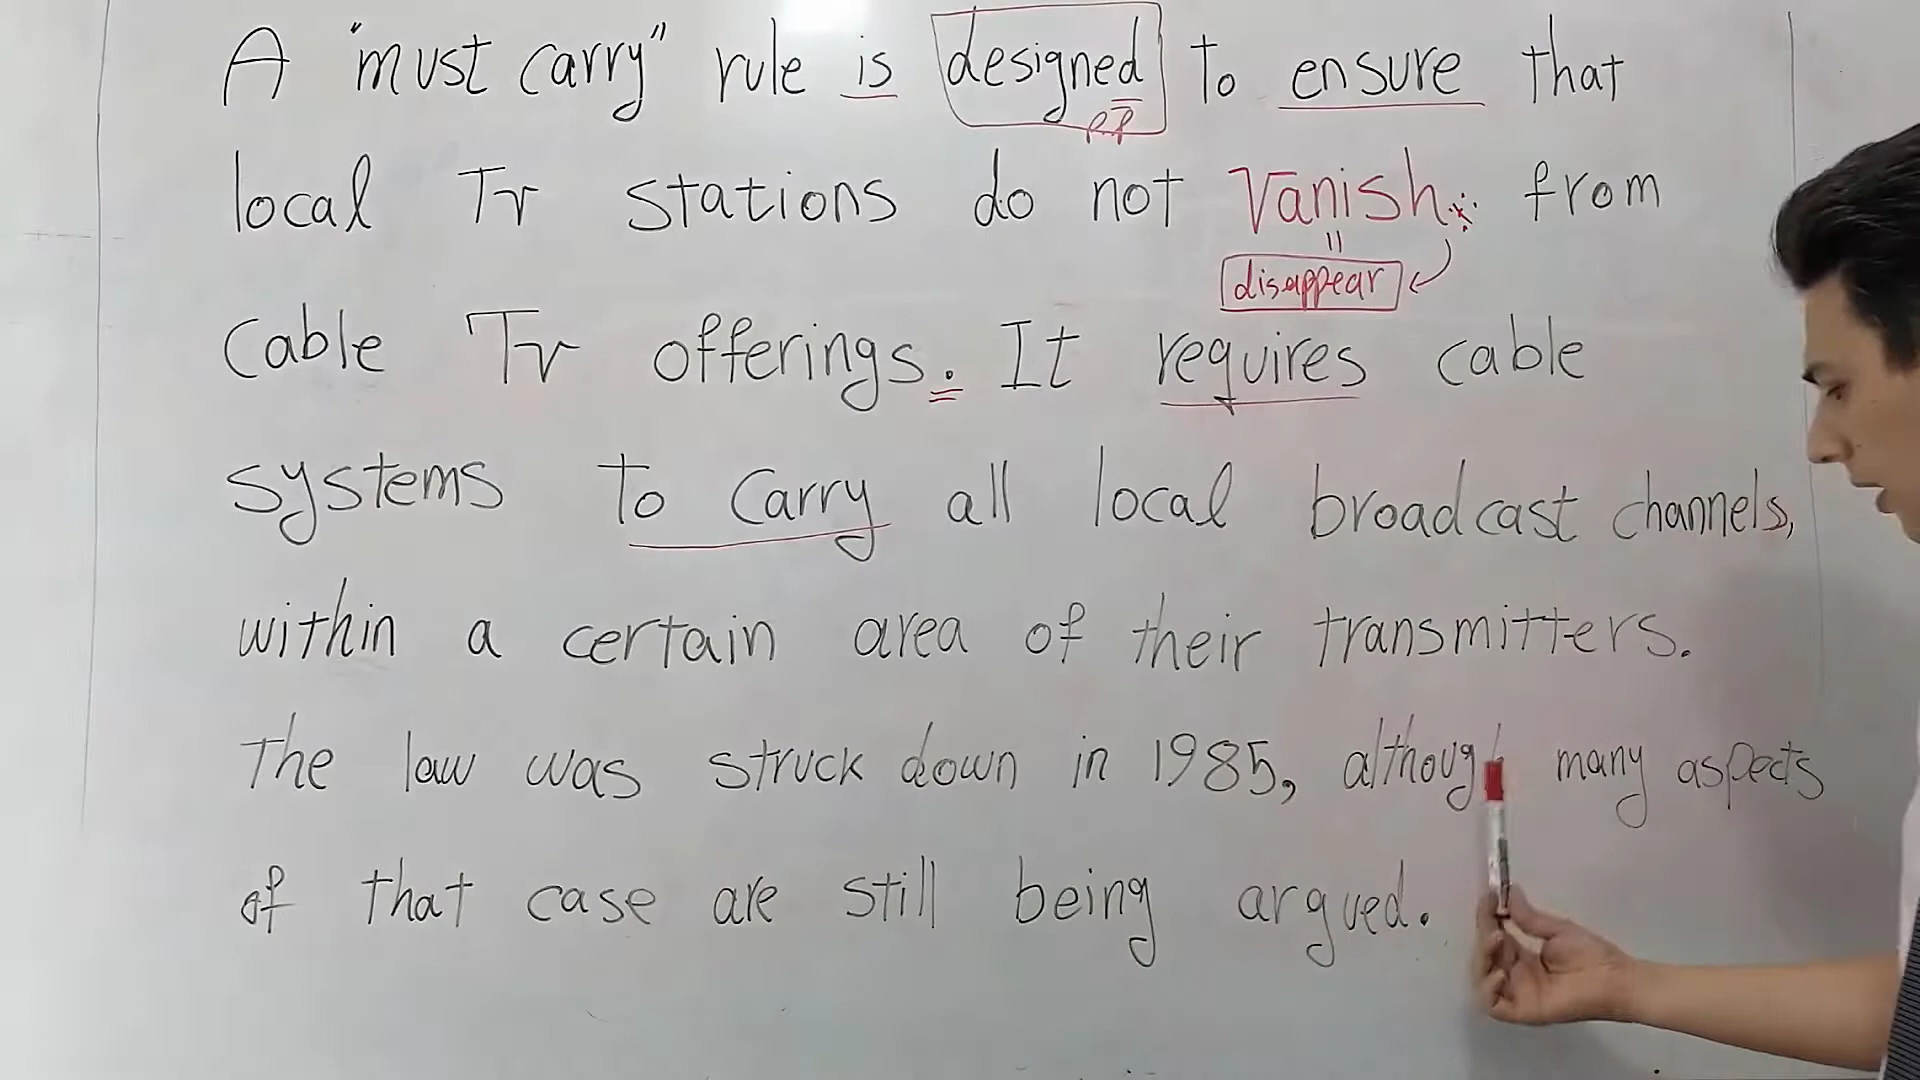 A "must carry" rule is designed to ensure that
p.p
local TV stations do not Vanish from
=
disappear
Cable TV offerings. It requires cable
systems to carry all local broadcast channels,
within a certain area of their transmitters.
The law was struck down in 1985, although many aspects
of that case are still being argued.